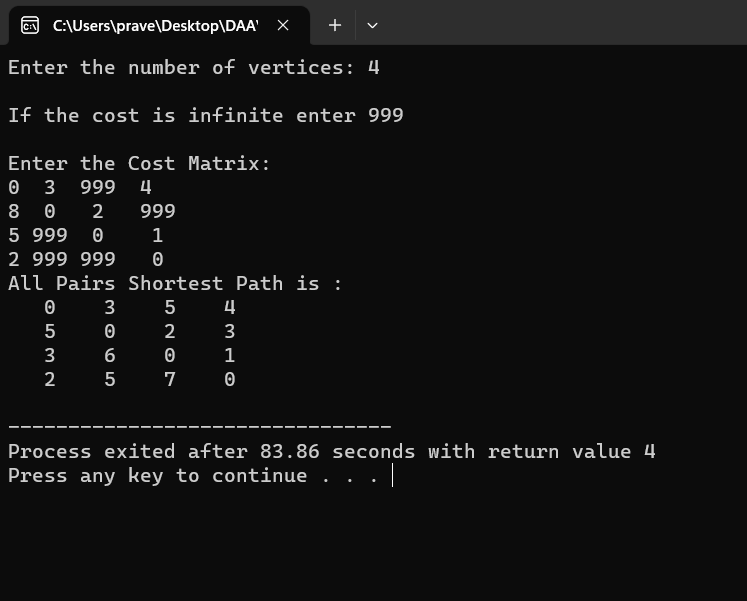 C:\Users\prave\Desktop\DAA\
Enter the number of vertices: 4
If the cost is infinite enter 999
Enter the Cost Matrix:
0  3  999  4
8  0   2   999
5 999  0    1
2 999 999   0
All Pairs Shortest Path is :
   0    3    5    4
   5    0    2    3
   3    6    0    1
   2    5    7    0
--------------------------------
Process exited after 83.86 seconds with return value 4
Press any key to continue . . .